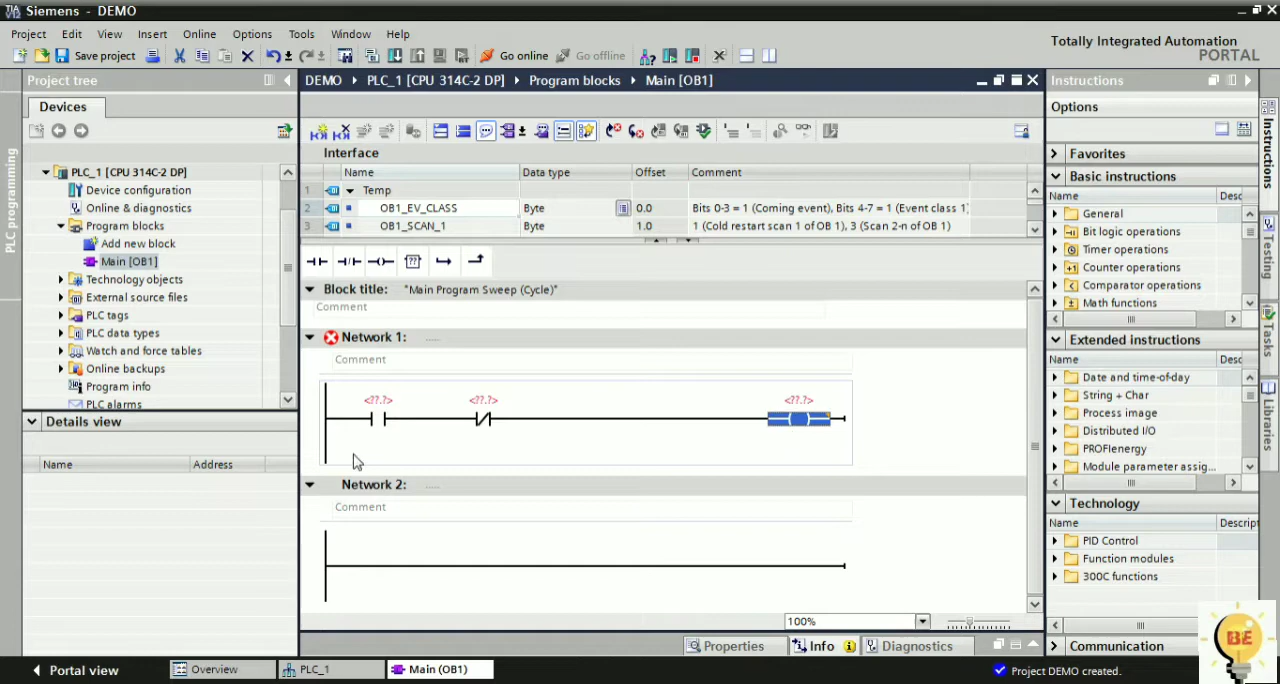 TIA
V12
Siemens - DEMO
Project Edit View Insert Online Options Tools Window Help
Save project
Go online
Go offline
Totally Integrated Automation
PORTAL
Project tree
DEMO
PLC_1 [CPU 314C-2 DP]
Program blocks
Main [OB1]
Instructions
Devices
Options
PLC programming
Interface
Favorites
Basic instructions
Name
Desc
General
Bit logic operations
Timer operations
Counter operations
Comparator operations
Math functions
Extended instructions
Name
Desc
Date and time-of-day
String + Char
Process image
Distributed I/O
PROFIenergy
Module parameter assig...
Technology
Name
Descript
PID Control
Function modules
300C functions
Communication
Instructions
Testing
Tasks
Libraries
PLC_1 [CPU 314C-2 DP]
Device configuration
Online & diagnostics
Program blocks
Add new block
Main [OB1]
Technology objects
External source files
PLC tags
PLC data types
Watch and force tables
Online backups
Program info
PLC alarms
Details view
Name
Address
Name Data type Offset Comment
1 Temp
2 OB1_EV_CLASS Byte 0.0 Bits 0-3 = 1 (Coming event), Bits 4-7 = 1 (Event class 1)
3 OB1_SCAN_1 Byte 1.0 1 (Cold restart scan 1 of OB 1), 3 (Scan 2-n of OB 1)
??
Block title: "Main Program Sweep (Cycle)"
Comment
Network 1: .....
Comment
<??.?> <??.?> <??.?>
Network 2: .....
Comment
100%
Properties
Info
Diagnostics
Portal view
Overview
PLC_1
Main (OB1)
Project DEMO created.
BE